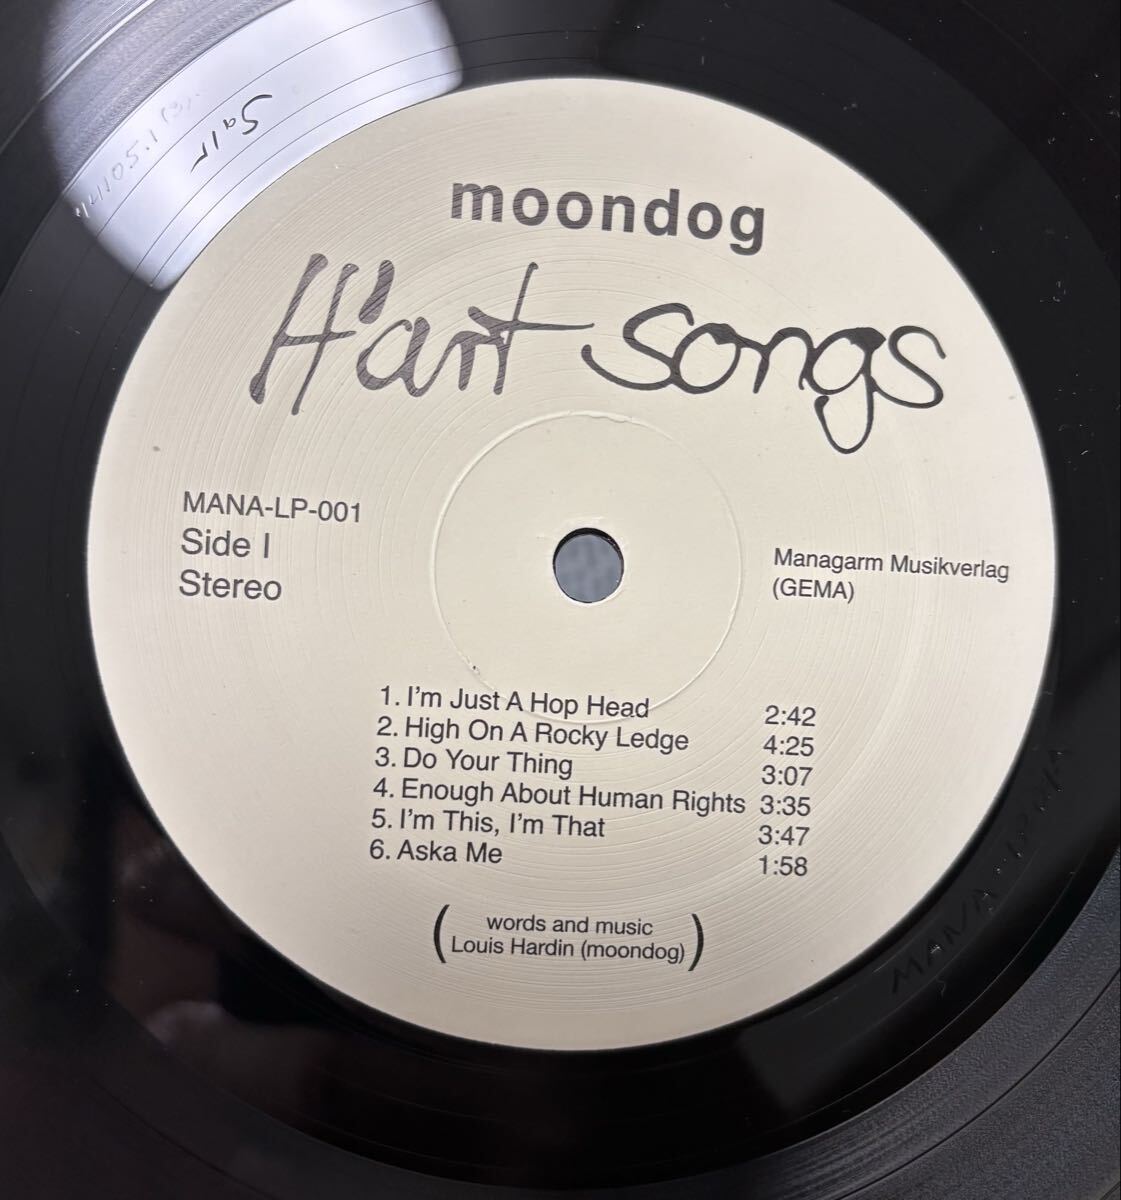 Salr
moondog
H'art songs
MANA-LP-001
Side I
Stereo
Managarm Musikverlag
(GEMA)
1. I'm Just A Hop Head 2:42
2. High On A Rocky Ledge 4:25
3. Do Your Thing 3:07
4. Enough About Human Rights 3:35
5. I'm This, I'm That 3:47
6. Aska Me 1:58
(words and music
Louis Hardin (moondog))
MANA